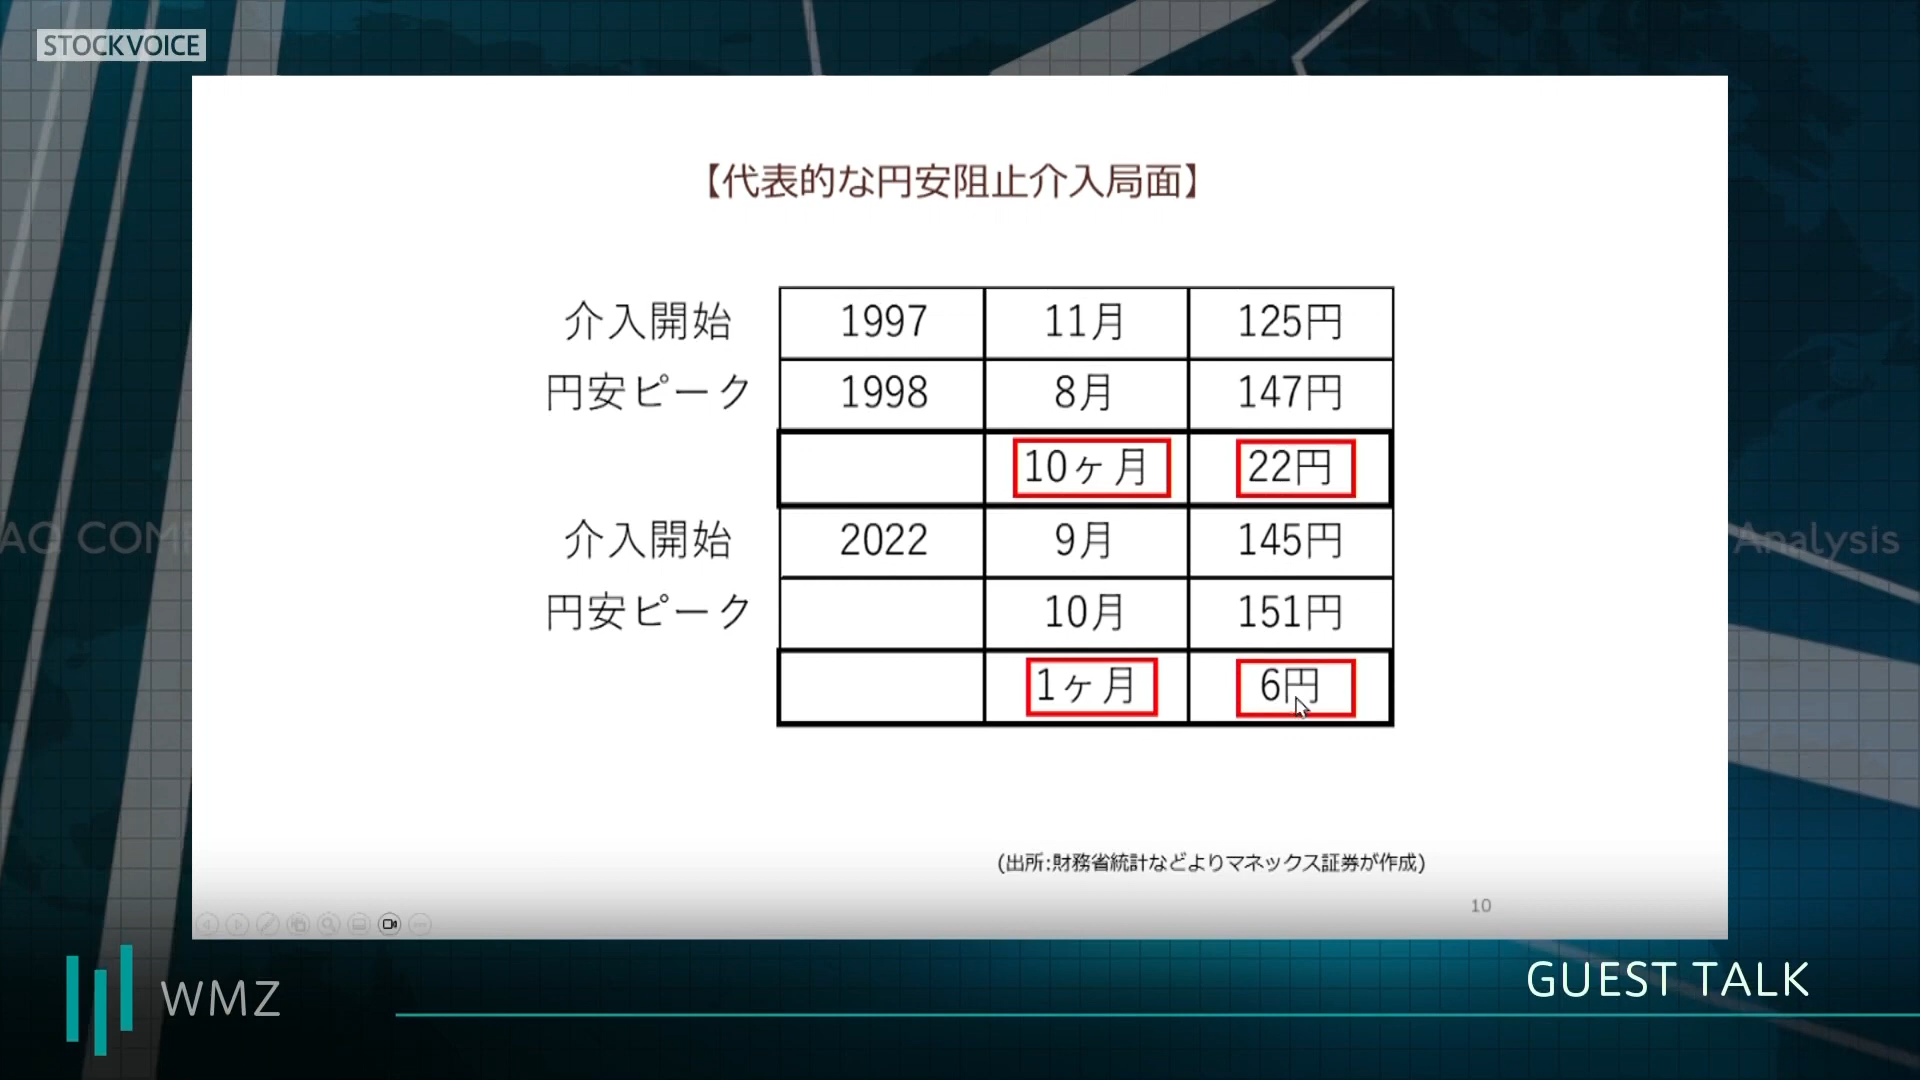 STOCKVOICE
【代表的な円安阻止介入局面】
介入開始 1997 11月 125円
円安ピーク 1998 8月 147円
10ヶ月 22円
介入開始 2022 9月 145円
円安ピーク 10月 151円
1ヶ月 6円
(出所:財務省統計などよりマネックス証券が作成)
10
Analysis
WMZ
GUEST TALK